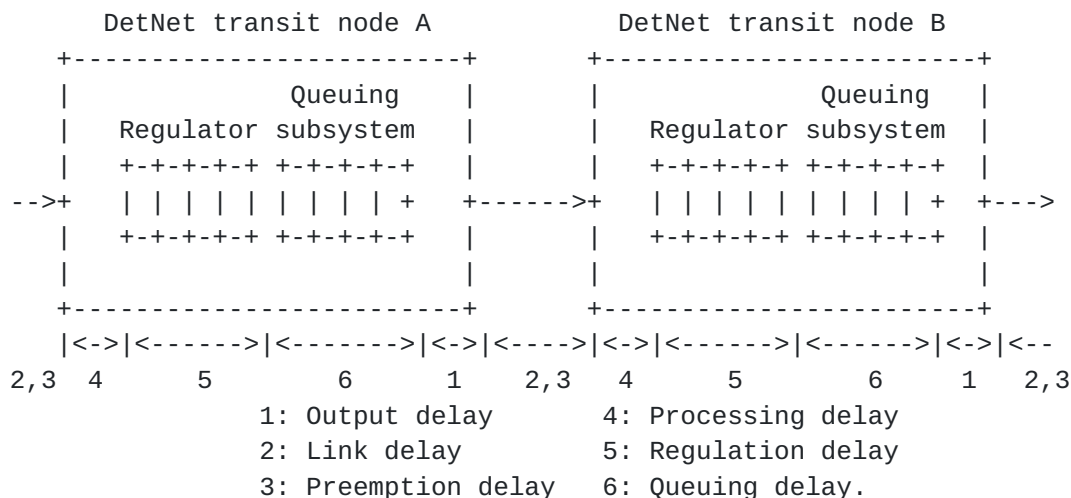 DetNet transit node A            DetNet transit node B
   +-------------------------+       +------------------------+
   |              Queuing    |       |              Queuing   |
   |   Regulator subsystem   |       |   Regulator subsystem  |
   |   +-+-+-+-+ +-+-+-+-+   |       |   +-+-+-+-+ +-+-+-+-+  |
-->+   | | | | | | | | | +   +------>+   | | | | | | | | | +  +--->
   |   +-+-+-+-+ +-+-+-+-+   |       |   +-+-+-+-+ +-+-+-+-+  |
   |                         |       |                        |
   +-------------------------+       +------------------------+
   |<->|<------>|<------->|<->|<---->|<->|<------>|<------>|<->|<--
2,3  4      5        6      1    2,3   4      5        6     1   2,3
                1: Output delay       4: Processing delay
                2: Link delay         5: Regulation delay
                3: Preemption delay   6: Queuing delay.